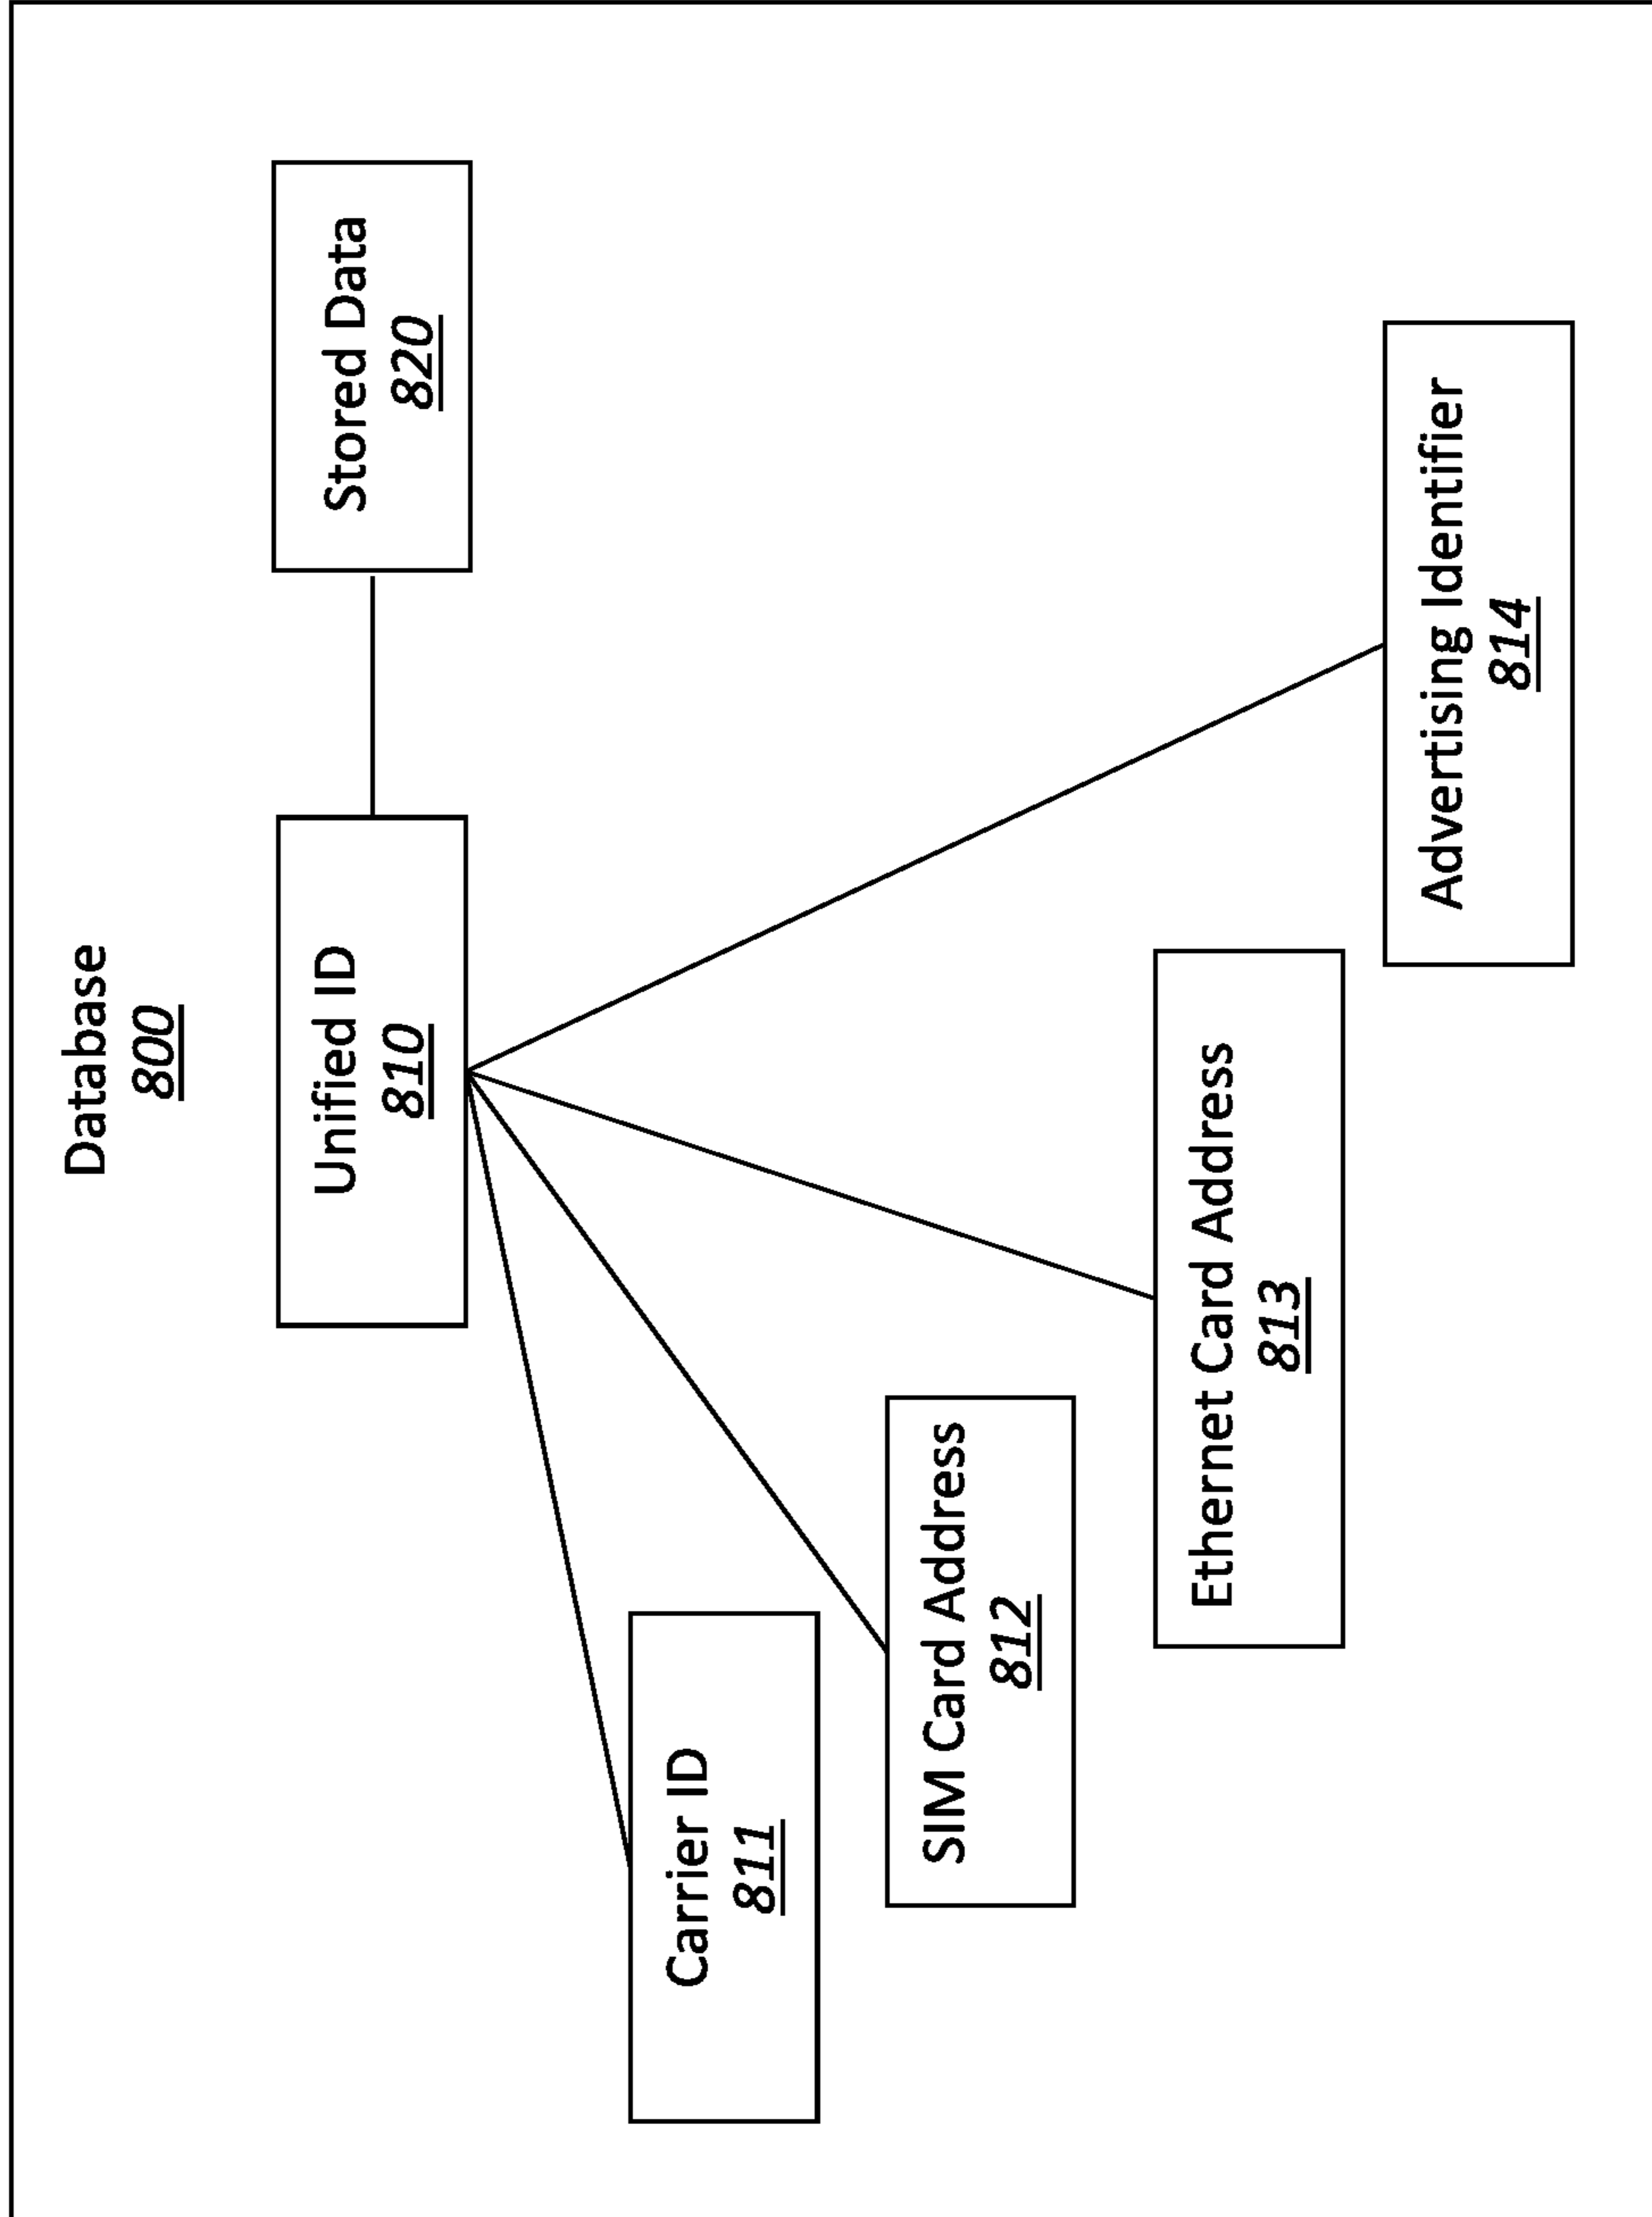 Database
800
Unified ID
810
Stored Data
820
Carrier ID
811
SIM Card Address
812
Ethernet Card Address
813
Advertising Identifier
814